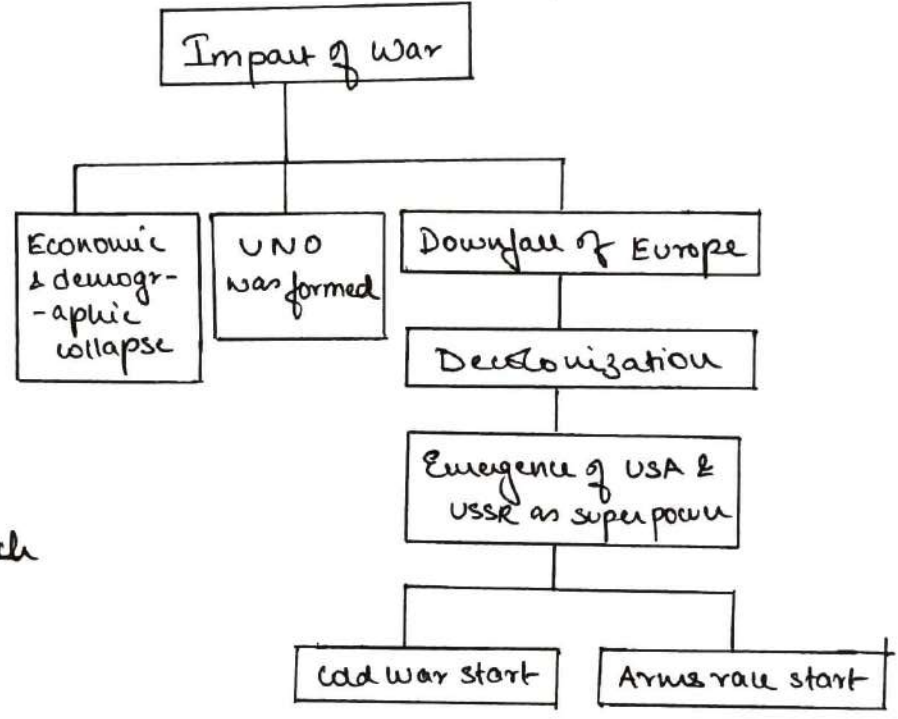 Impact of War
Economic
& demogr-
-aphic
collapse
UNO
was formed
Downfall of Europe
Decolonization
Emergence of USA &
USSR as superpower
Cold war start
Arms race start